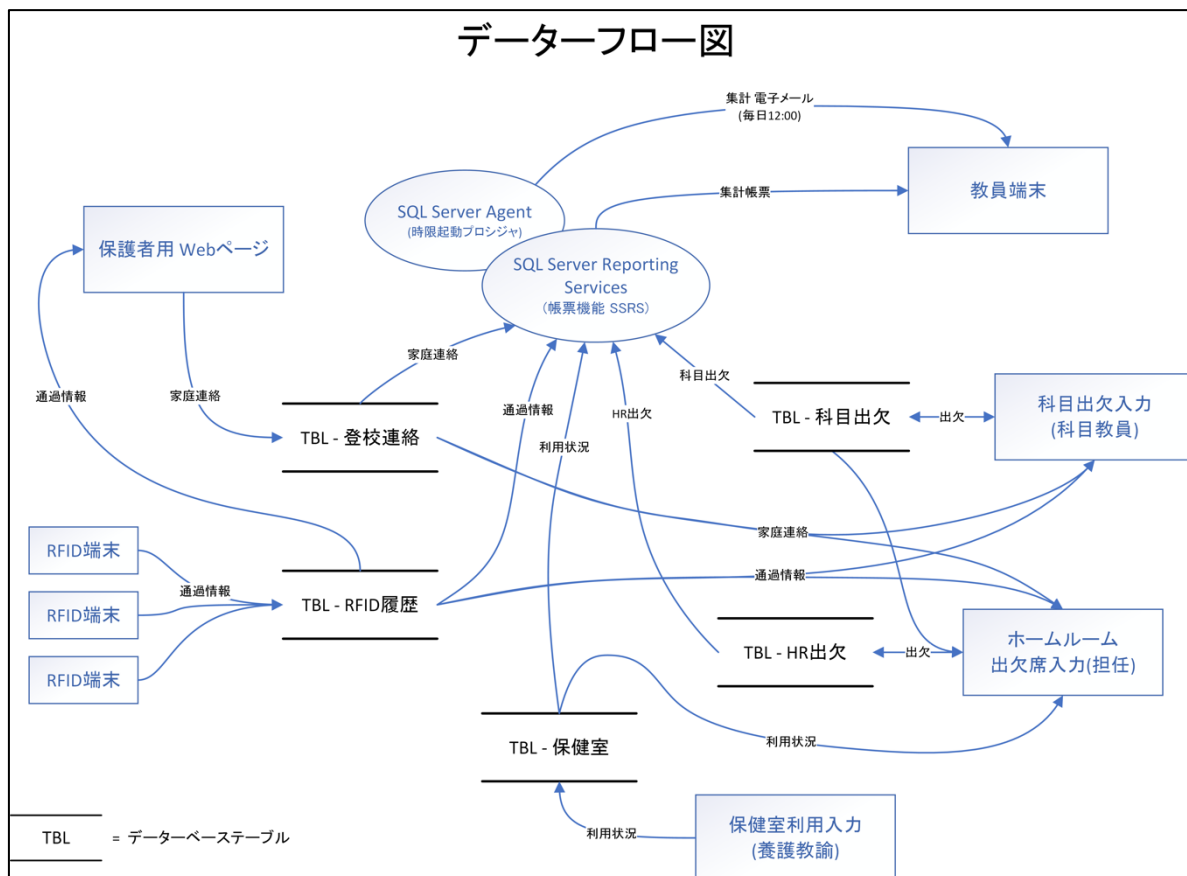 データーフロー図
集計 電子メール
(毎日12:00)
教員端末
集計帳票
SQL Server Agent
(時限起動プロシジャ)
保護者用 Webページ
SQL Server Reporting
Services
(帳票機能 SSRS)
家庭連絡
科目出欠
通過情報
家庭連絡
通過情報
HR出欠
利用状況
TBL - 登校連絡
TBL - 科目出欠
出欠
科目出欠入力
(科目教員)
家庭連絡
RFID端末
通過情報
RFID端末
RFID端末
TBL - RFID履歴
通過情報
TBL - HR出欠
出欠
ホームルーム
出欠席入力(担任)
TBL - 保健室
利用状況
利用状況
保健室利用入力
(養護教諭)
TBL = データーベーステーブル